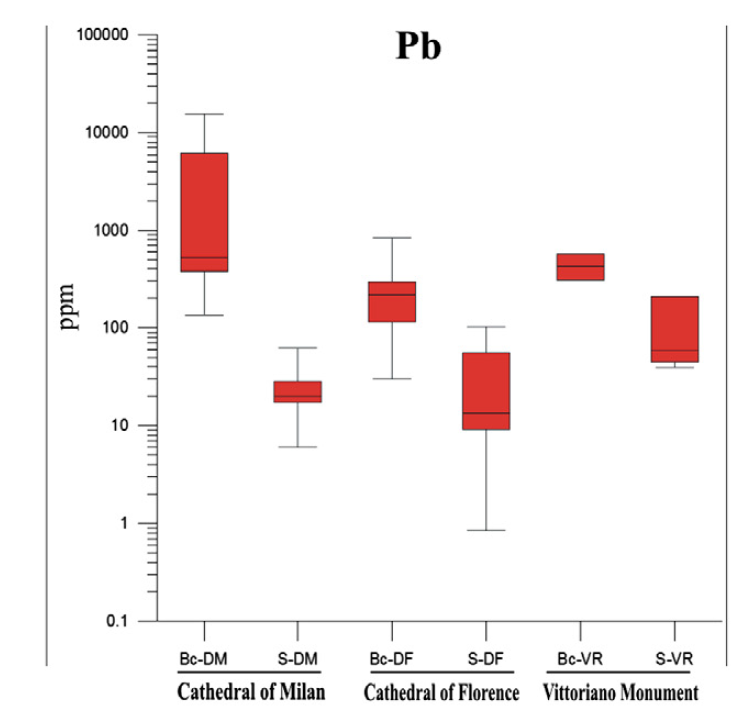 Pb
100000
10000
1000
100
10
1
0.1
ppm
Bc-DM S-DM Bc-DF S-DF Bc-VR S-VR
Cathedral of Milan Cathedral of Florence Vittoriano Monument